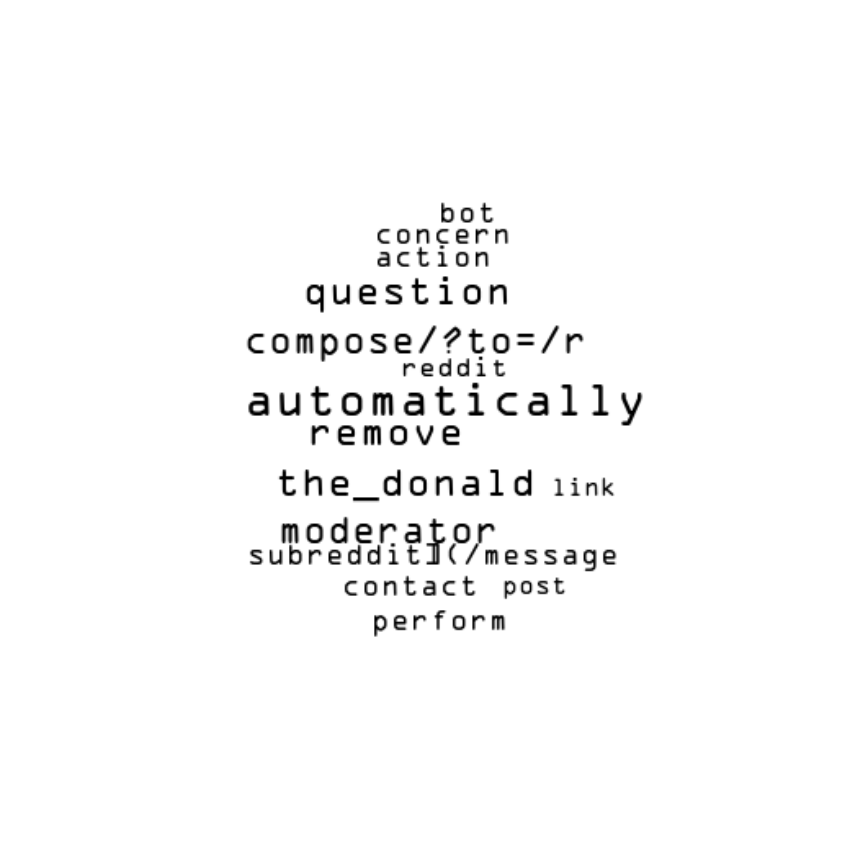 bot
concern
action
question
compose/?to=/r
reddit
automatically
remove
the_donald link
moderator
subreddit](/message
contact post
perform